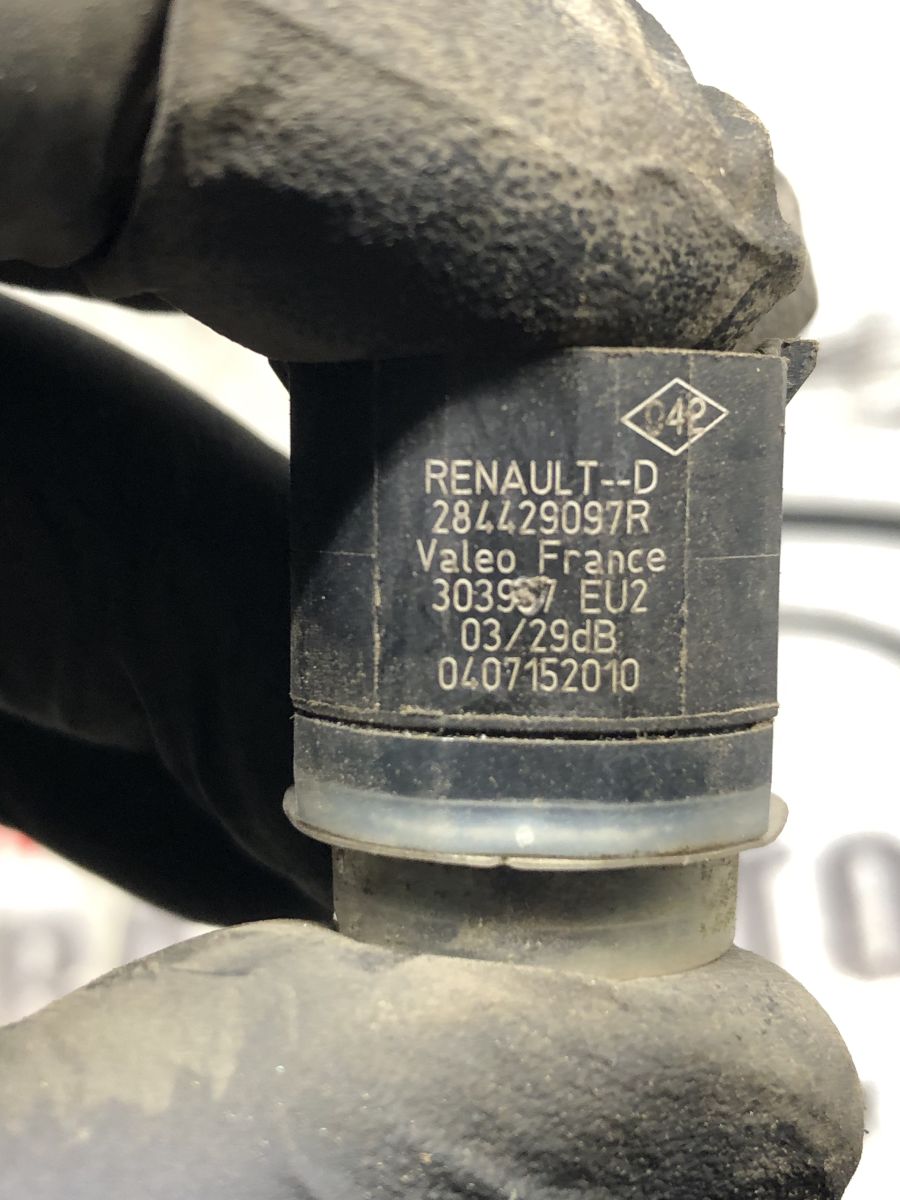 042
RENAULT--D
284429097R
Valeo France
EU2
03/29dB
0407152010